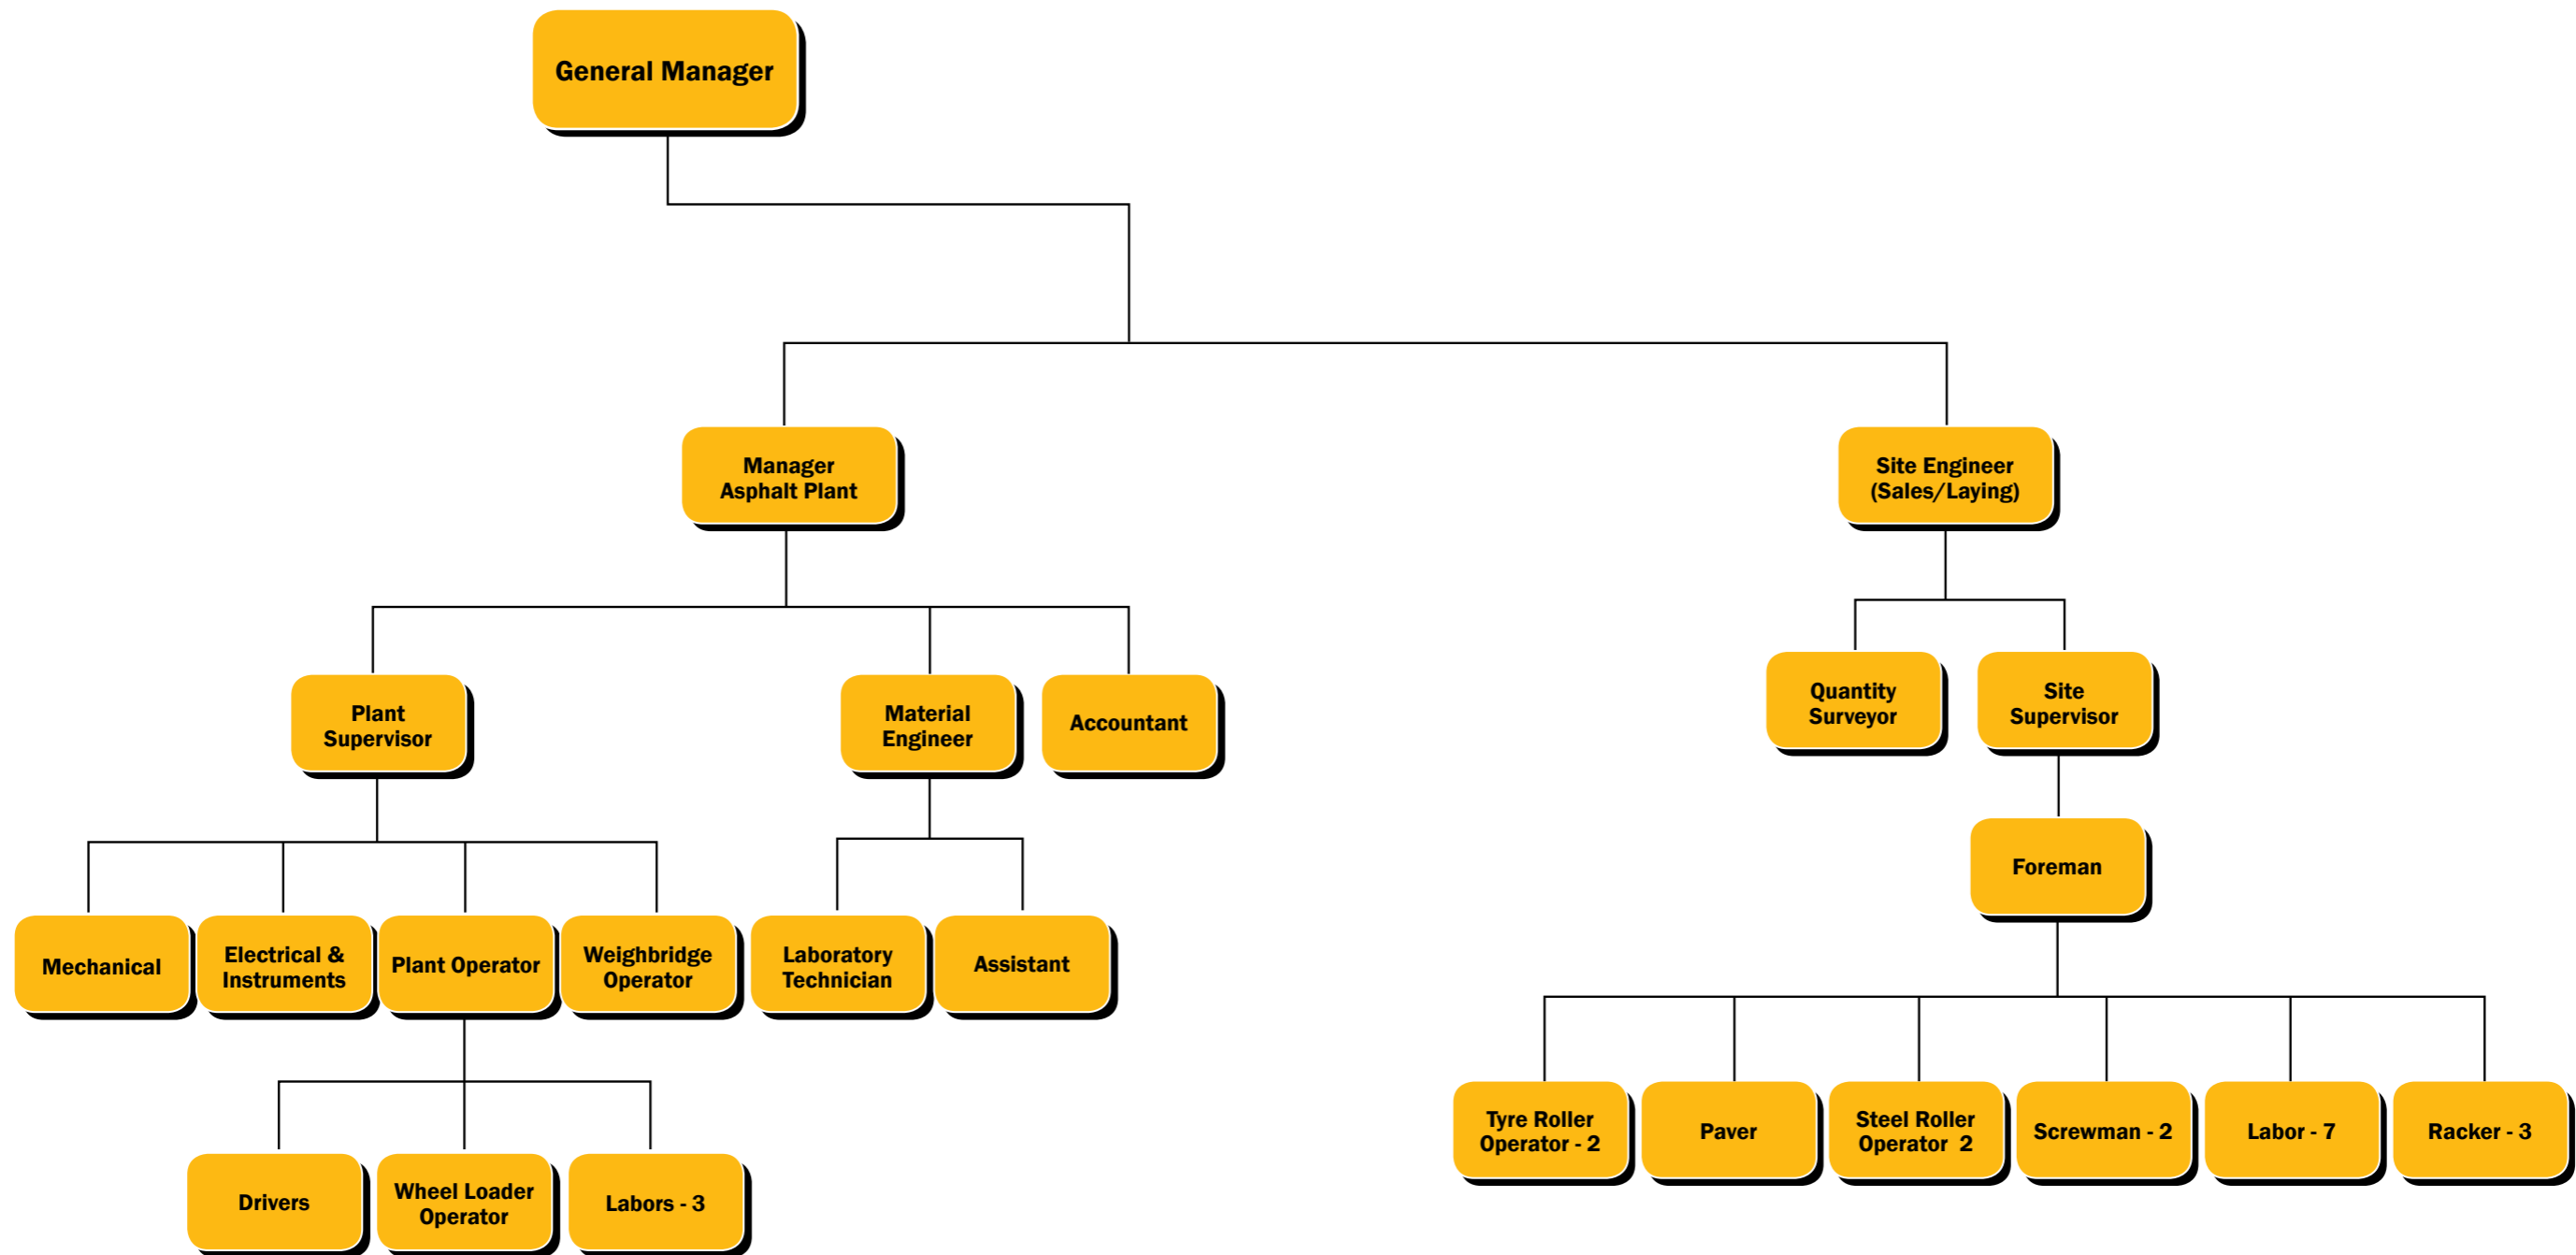 General Manager
Manager
Asphalt Plant
Site Engineer
(Sales/Laying)
Plant
Supervisor
Material
Engineer
Accountant
Quantity
Surveyor
Site
Supervisor
Foreman
Mechanical
Electrical &
Instruments
Plant Operator
Weighbridge
Operator
Laboratory
Technician
Assistant
Tyre Roller
Operator - 2
Paver
Steel Roller
Operator  2
Screwman - 2
Labor - 7
Racker - 3
Drivers
Wheel Loader
Operator
Labors - 3